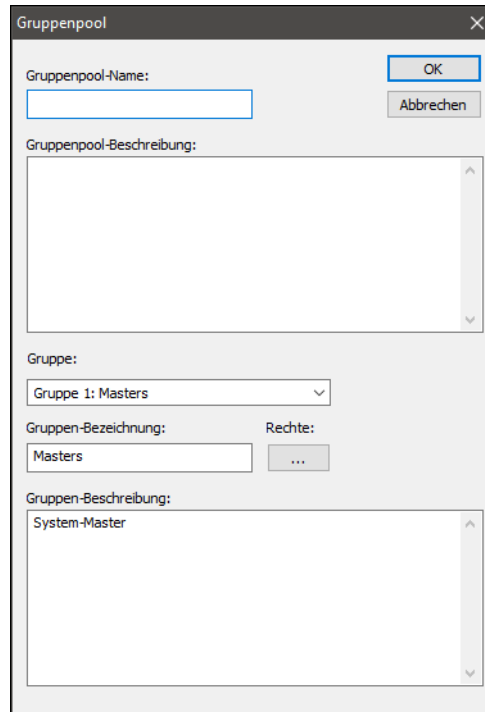 Gruppenpool
Gruppenpool-Name:
OK
Abbrechen
Gruppenpool-Beschreibung:
Gruppe:
Gruppe 1: Masters
Gruppen-Bezeichnung: Rechte:
Masters ...
Gruppen-Beschreibung:
System-Master